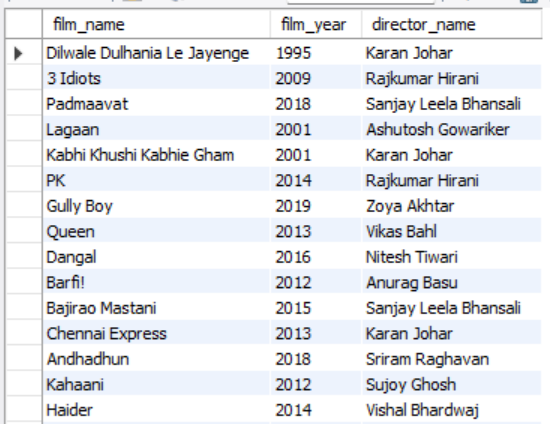 film_name film_year director_name
Dilwale Dulhania Le Jayenge 1995 Karan Johar
3 Idiots 2009 Rajkumar Hirani
Padmaavat 2018 Sanjay Leela Bhansali
Lagaan 2001 Ashutosh Gowariker
Kabhi Khushi Kabhie Gham 2001 Karan Johar
PK 2014 Rajkumar Hirani
Gully Boy 2019 Zoya Akhtar
Queen 2013 Vikas Bahl
Dangal 2016 Nitesh Tiwari
Barfi! 2012 Anurag Basu
Bajirao Mastani 2015 Sanjay Leela Bhansali
Chennai Express 2013 Karan Johar
Andhadhun 2018 Sriram Raghavan
Kahaani 2012 Sujoy Ghosh
Haider 2014 Vishal Bhardwaj